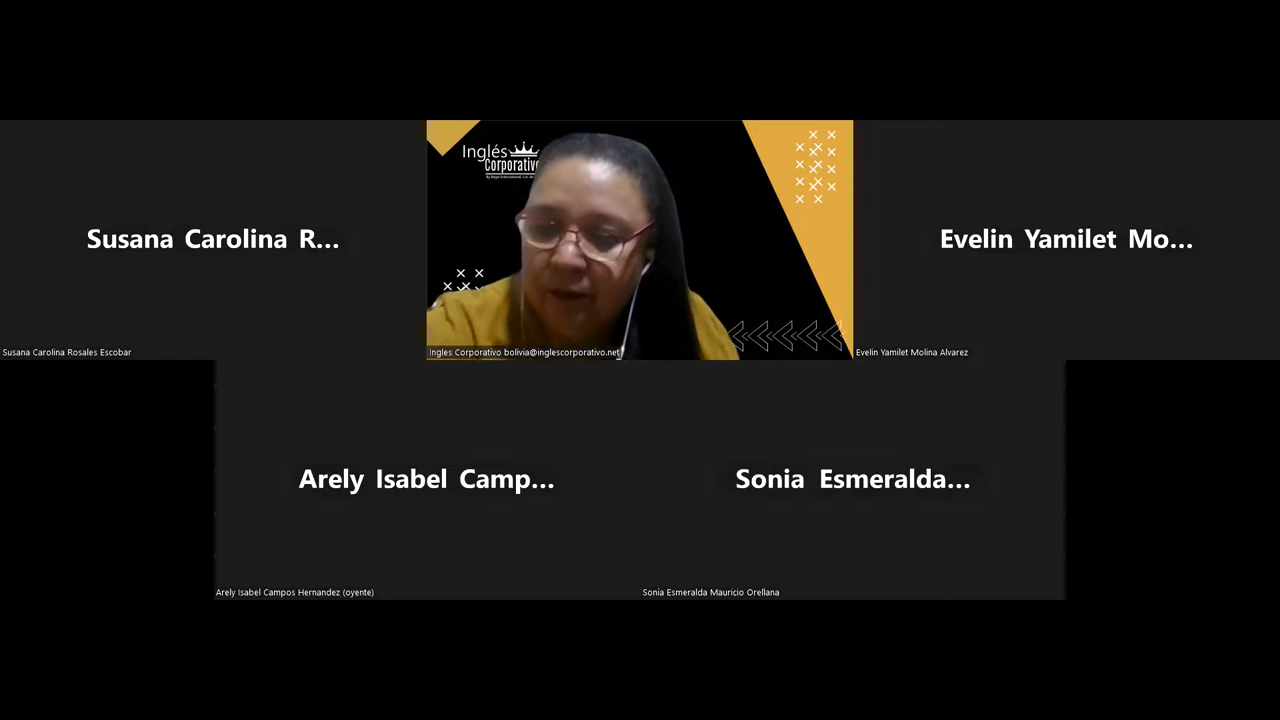 Susana Carolina R...
Susana Carolina Rosales Escobar
Inglés
Corporativo
Ingles Corporativo bolivia@inglescorporativo.net
Evelin Yamilet Mo...
Evelin Yamilet Molina Alvarez
Arely Isabel Camp...
Arely Isabel Campos Hernandez (oyente)
Sonia Esmeralda...
Sonia Esmeralda Mauricio Orellana